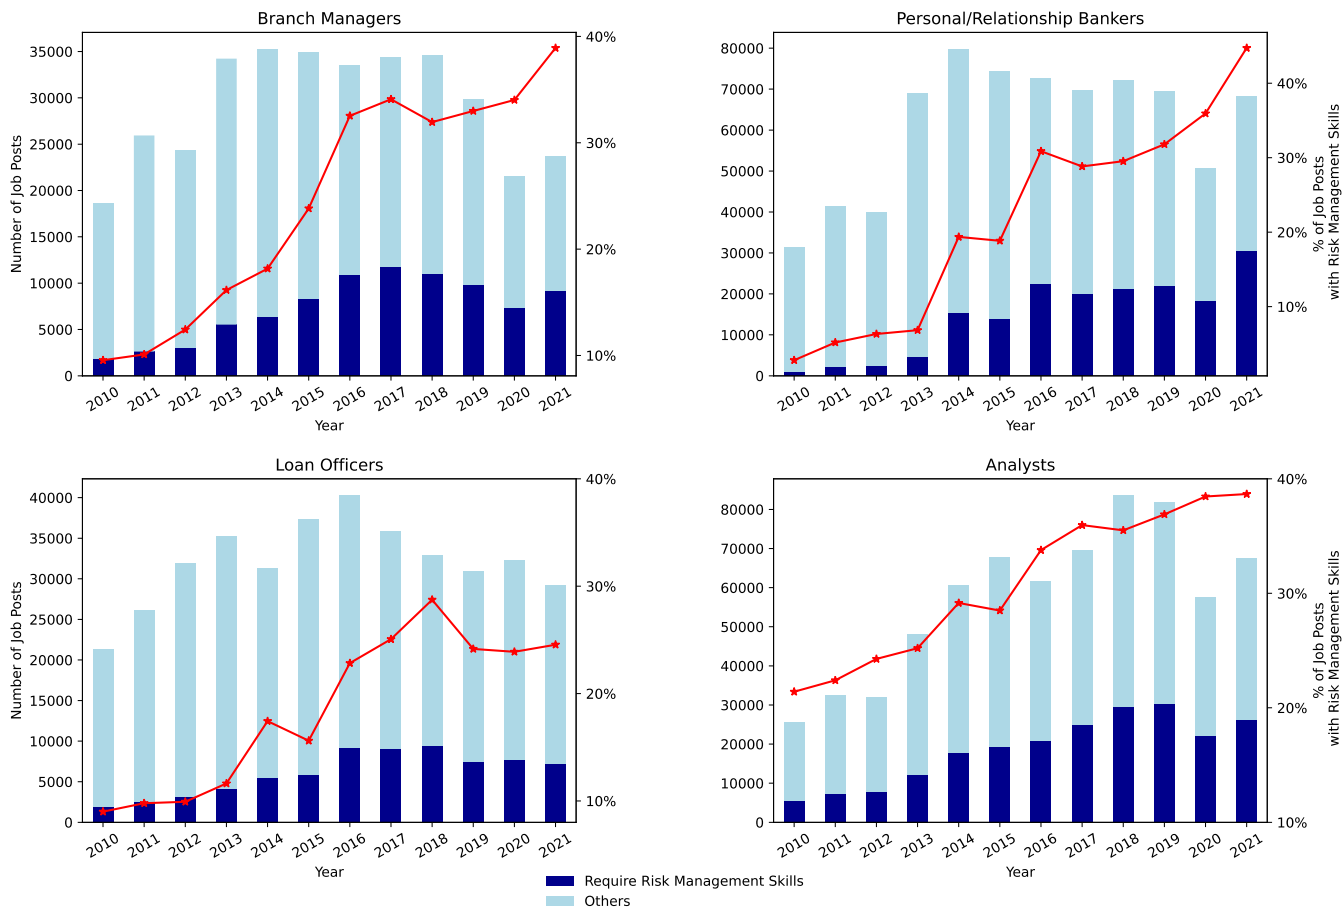 Branch Managers
Number of Job Posts
35000
30000
25000
20000
15000
10000
5000
0
40%
30%
20%
10%
2010 2011 2012 2013 2014 2015 2016 2017 2018 2019 2020 2021
Year
Personal/Relationship Bankers
80000
70000
60000
50000
40000
30000
20000
10000
0
40%
30%
20%
10%
% of Job Posts
with Risk Management Skills
2010 2011 2012 2013 2014 2015 2016 2017 2018 2019 2020 2021
Year
Loan Officers
Number of Job Posts
40000
35000
30000
25000
20000
15000
10000
5000
0
40%
30%
20%
10%
2010 2011 2012 2013 2014 2015 2016 2017 2018 2019 2020 2021
Year
Analysts
80000
70000
60000
50000
40000
30000
20000
10000
0
40%
30%
20%
10%
% of Job Posts
with Risk Management Skills
2010 2011 2012 2013 2014 2015 2016 2017 2018 2019 2020 2021
Year
Require Risk Management Skills
Others